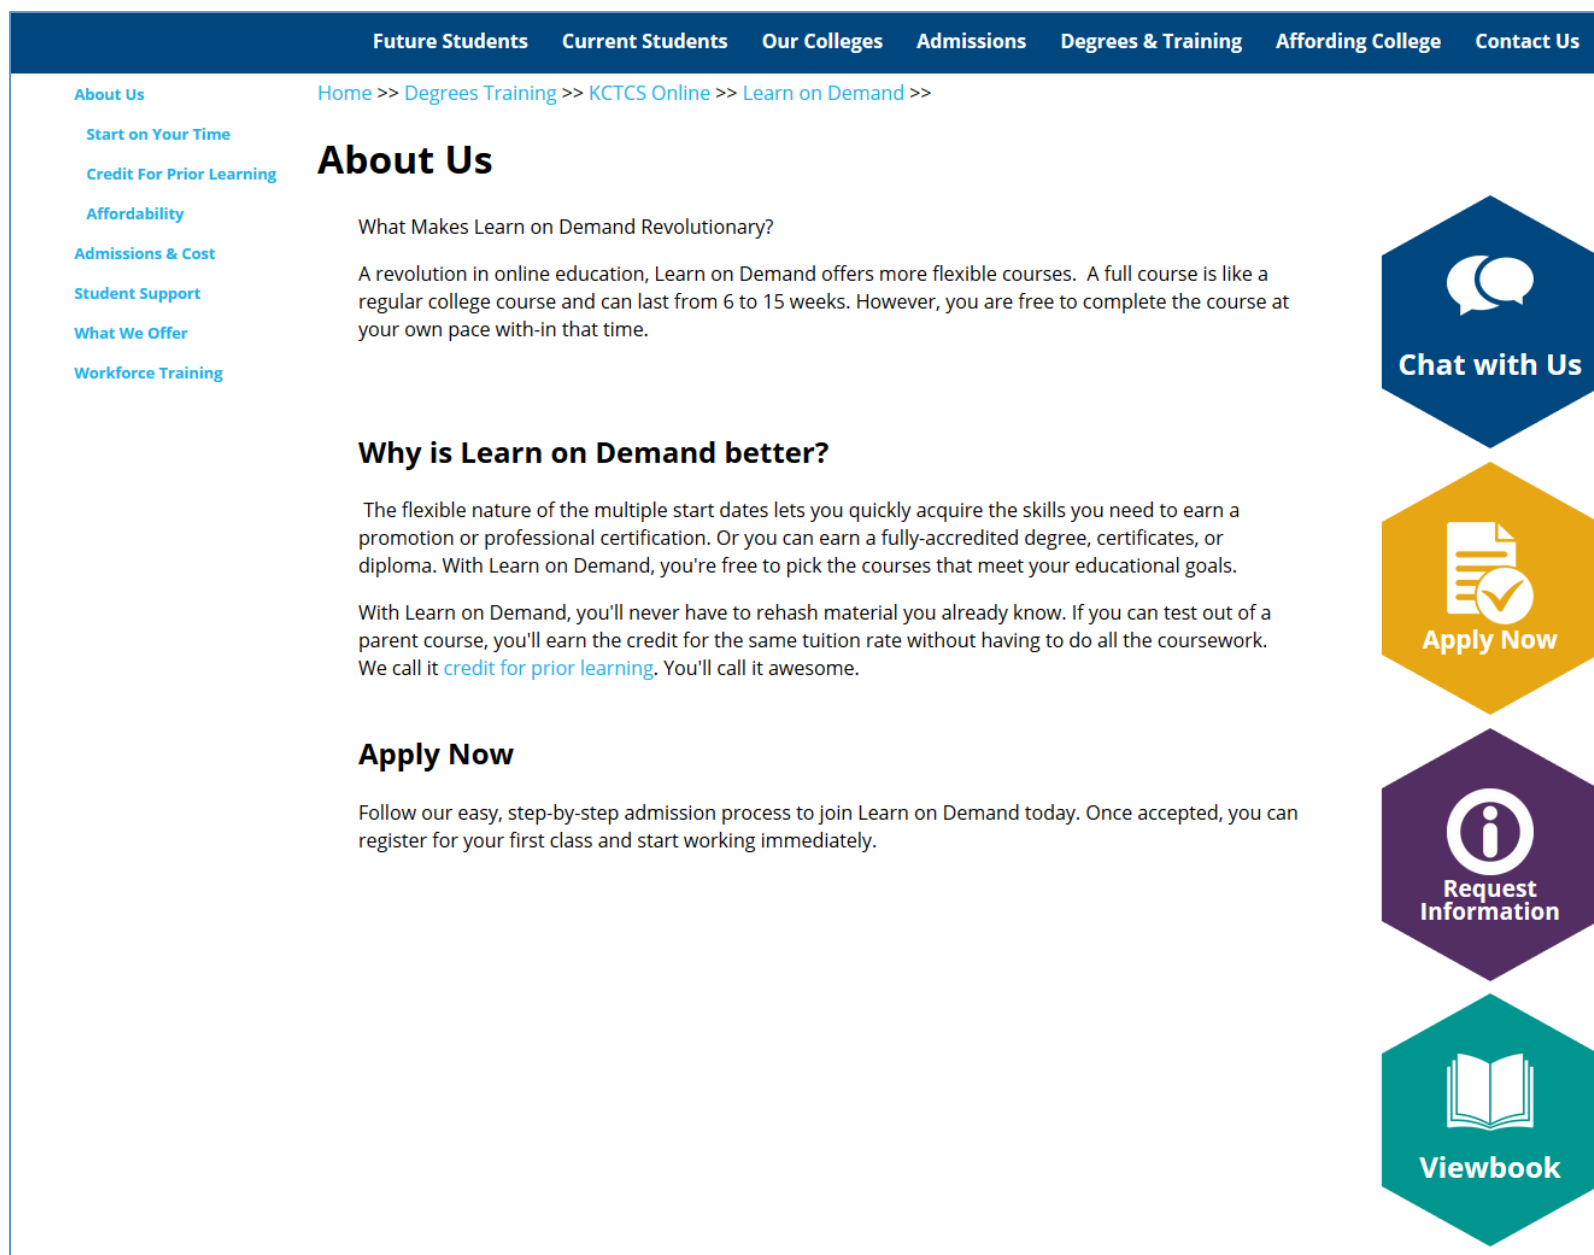 Future Students Current Students Our Colleges Admissions Degrees & Training Affording College Contact Us
About Us
Start on Your Time
Credit For Prior Learning
Affordability
Admissions & Cost
Student Support
What We Offer
Workforce Training
Home >> Degrees Training >> KCTCS Online >> Learn on Demand >>
About Us
What Makes Learn on Demand Revolutionary?
A revolution in online education, Learn on Demand offers more flexible courses. A full course is like a
regular college course and can last from 6 to 15 weeks. However, you are free to complete the course at
your own pace with-in that time.
Why is Learn on Demand better?
The flexible nature of the multiple start dates lets you quickly acquire the skills you need to earn a
promotion or professional certification. Or you can earn a fully-accredited degree, certificates, or
diploma. With Learn on Demand, you're free to pick the courses that meet your educational goals.
With Learn on Demand, you'll never have to rehash material you already know. If you can test out of a
parent course, you'll earn the credit for the same tuition rate without having to do all the coursework.
We call it credit for prior learning. You'll call it awesome.
Apply Now
Follow our easy, step-by-step admission process to join Learn on Demand today. Once accepted, you can
register for your first class and start working immediately.
Chat with Us
Apply Now
Request
Information
Viewbook